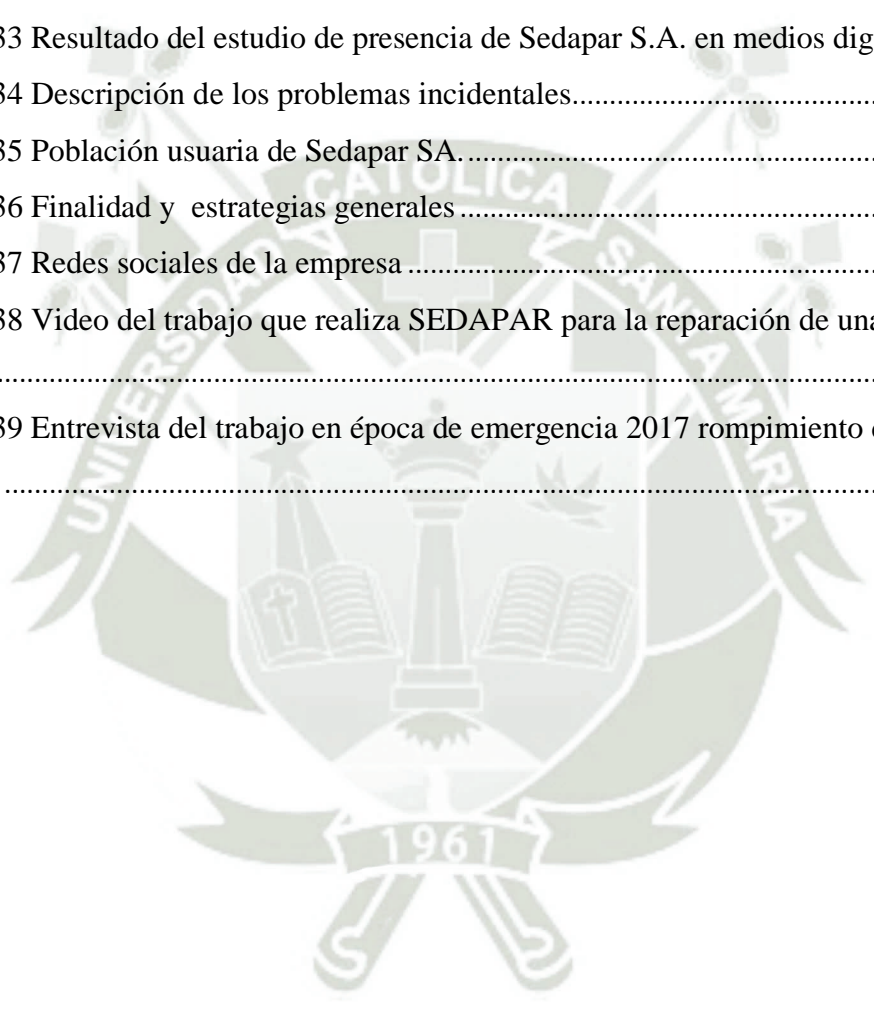 33 Resultado del estudio de presencia de Sedapar S.A. en medios dig
34 Descripción de los problemas incidentales............................................
35 Población usuaria de Sedapar SA.............................................................
36 Finalidad y  estrategias generales.............................................................
37 Redes sociales de la empresa...................................................................
38 Video del trabajo que realiza SEDAPAR para la reparación de una
....................................................................................................................
39 Entrevista del trabajo en época de emergencia 2017 rompimiento
....................................................................................................................
UNIVERSIDAD CATOLICA SANTA MARIA
1961